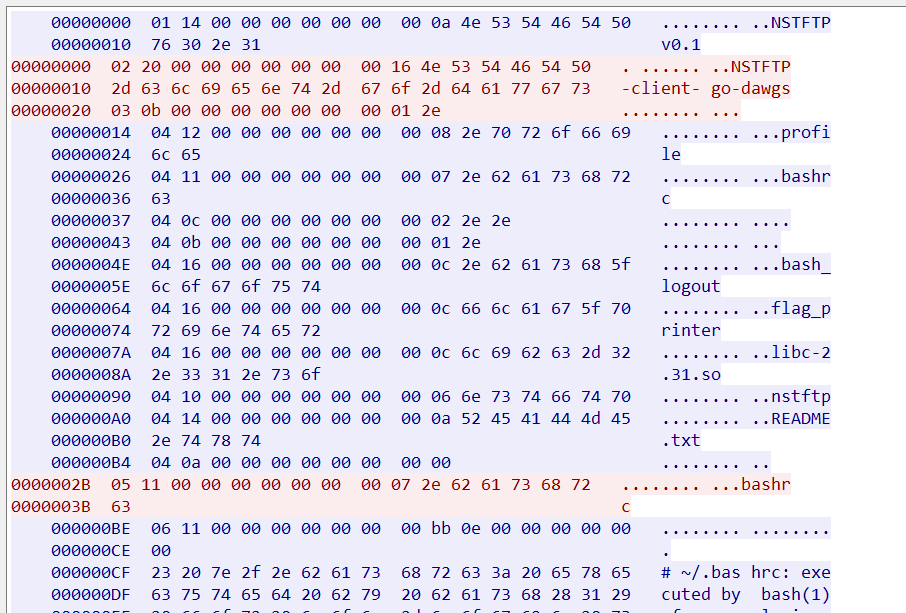 00000000 01 14 00 00 00 00 00 00 00 0a 4e 53 54 46 54 50 ........ ..NSTFTP
00000010 76 30 2e 31 v0.1
00000000 02 20 00 00 00 00 00 00 00 16 4e 53 54 46 54 50 . ...... ..NSTFTP
00000010 2d 63 6c 69 65 6e 74 2d 67 6f 2d 64 61 77 67 73 -client- go-dawgs
00000020 03 0b 00 00 00 00 00 00 00 01 2e ........ ...
00000014 04 12 00 00 00 00 00 00 00 08 2e 70 72 6f 66 69 ........ ...profi
00000024 6c 65 le
00000026 04 11 00 00 00 00 00 00 00 07 2e 62 61 73 68 72 ........ ...bashr
00000036 63 c
00000037 04 0c 00 00 00 00 00 00 00 02 2e 2e ........ ....
00000043 04 0b 00 00 00 00 00 00 00 01 2e ........ ...
0000004E 04 16 00 00 00 00 00 00 00 0c 2e 62 61 73 68 5f ........ ...bash_
0000005E 6c 6f 67 6f 75 74 logout
00000064 04 16 00 00 00 00 00 00 00 0c 66 6c 61 67 5f 70 ........ ..flag_p
00000074 72 69 6e 74 65 72 rinter
0000007A 04 16 00 00 00 00 00 00 00 0c 6c 69 62 63 2d 32 ........ ..libc-2
0000008A 2e 33 31 2e 73 6f .31.so
00000090 04 10 00 00 00 00 00 00 00 06 6e 73 74 66 74 70 ........ ..nstftp
000000A0 04 14 00 00 00 00 00 00 00 0a 52 45 41 44 4d 45 ........ ..README
000000B0 2e 74 78 74 .txt
000000B4 04 0a 00 00 00 00 00 00 00 00 ........ ..
0000002B 05 11 00 00 00 00 00 00 00 07 2e 62 61 73 68 72 ........ ...bashr
0000003B 63 c
000000BE 06 11 00 00 00 00 00 00 00 bb 0e 00 00 00 00 00 ........ ........
000000CE 00 .
000000CF 23 20 7e 2f 2e 62 61 73 68 72 63 3a 20 65 78 65 # ~/.bas hrc: exe
000000DF 63 75 74 65 64 20 62 79 20 62 61 73 68 28 31 29 cuted by bash(1)